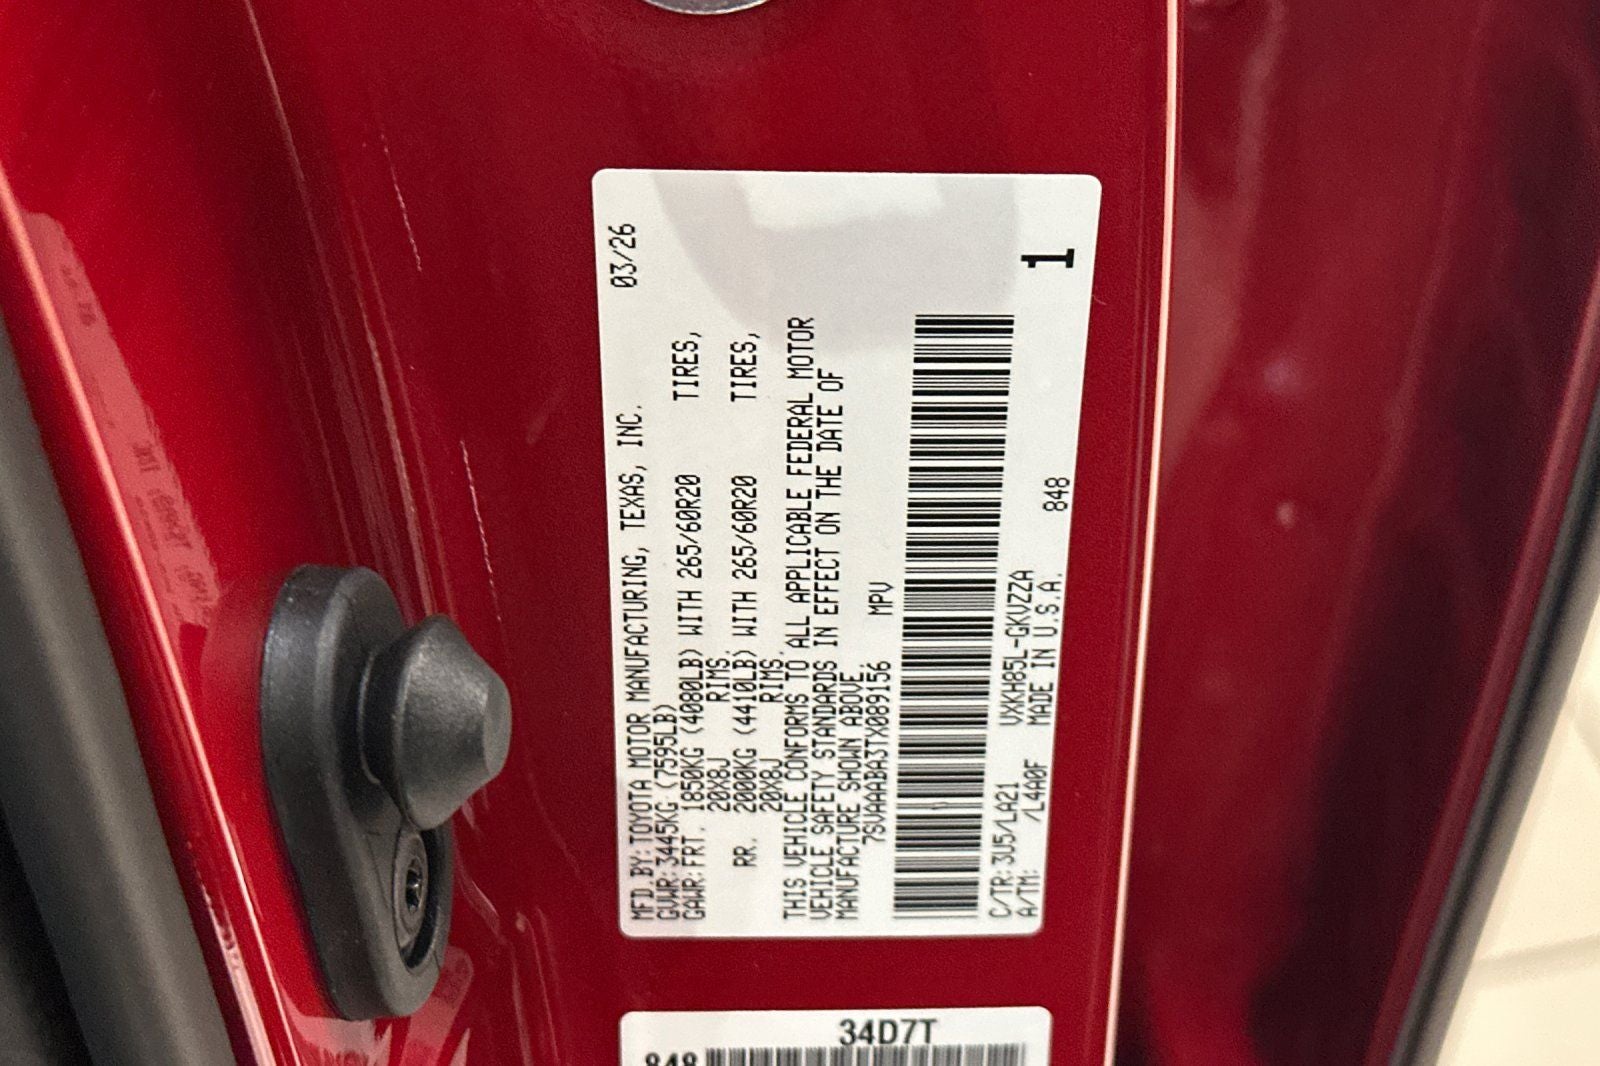 03/26
MFD.BY:TOYOTA MOTOR MANUFACTURING, TEXAS, INC.
GVWR:3445KG(7595LB)
GAWR:FRT. 1850KG(4080LB) WITH 265/60R20 TIRES,
20X8J RIMS,
RR. 2000KG(4410LB) WITH 265/60R20 TIRES,
20X8J RIMS.
THIS VEHICLE CONFORMS TO ALL APPLICABLE FEDERAL MOTOR
VEHICLE SAFETY STANDARDS IN EFFECT ON THE DATE OF
MANUFACTURE SHOWN ABOVE.
7SVAAABA3TX089156 MPV
1
C/TR:3U5/LA21 VXKH85L-GKVZZA 848
A/TM: /L4A0F MADE IN U.S.A.
34D7T
848